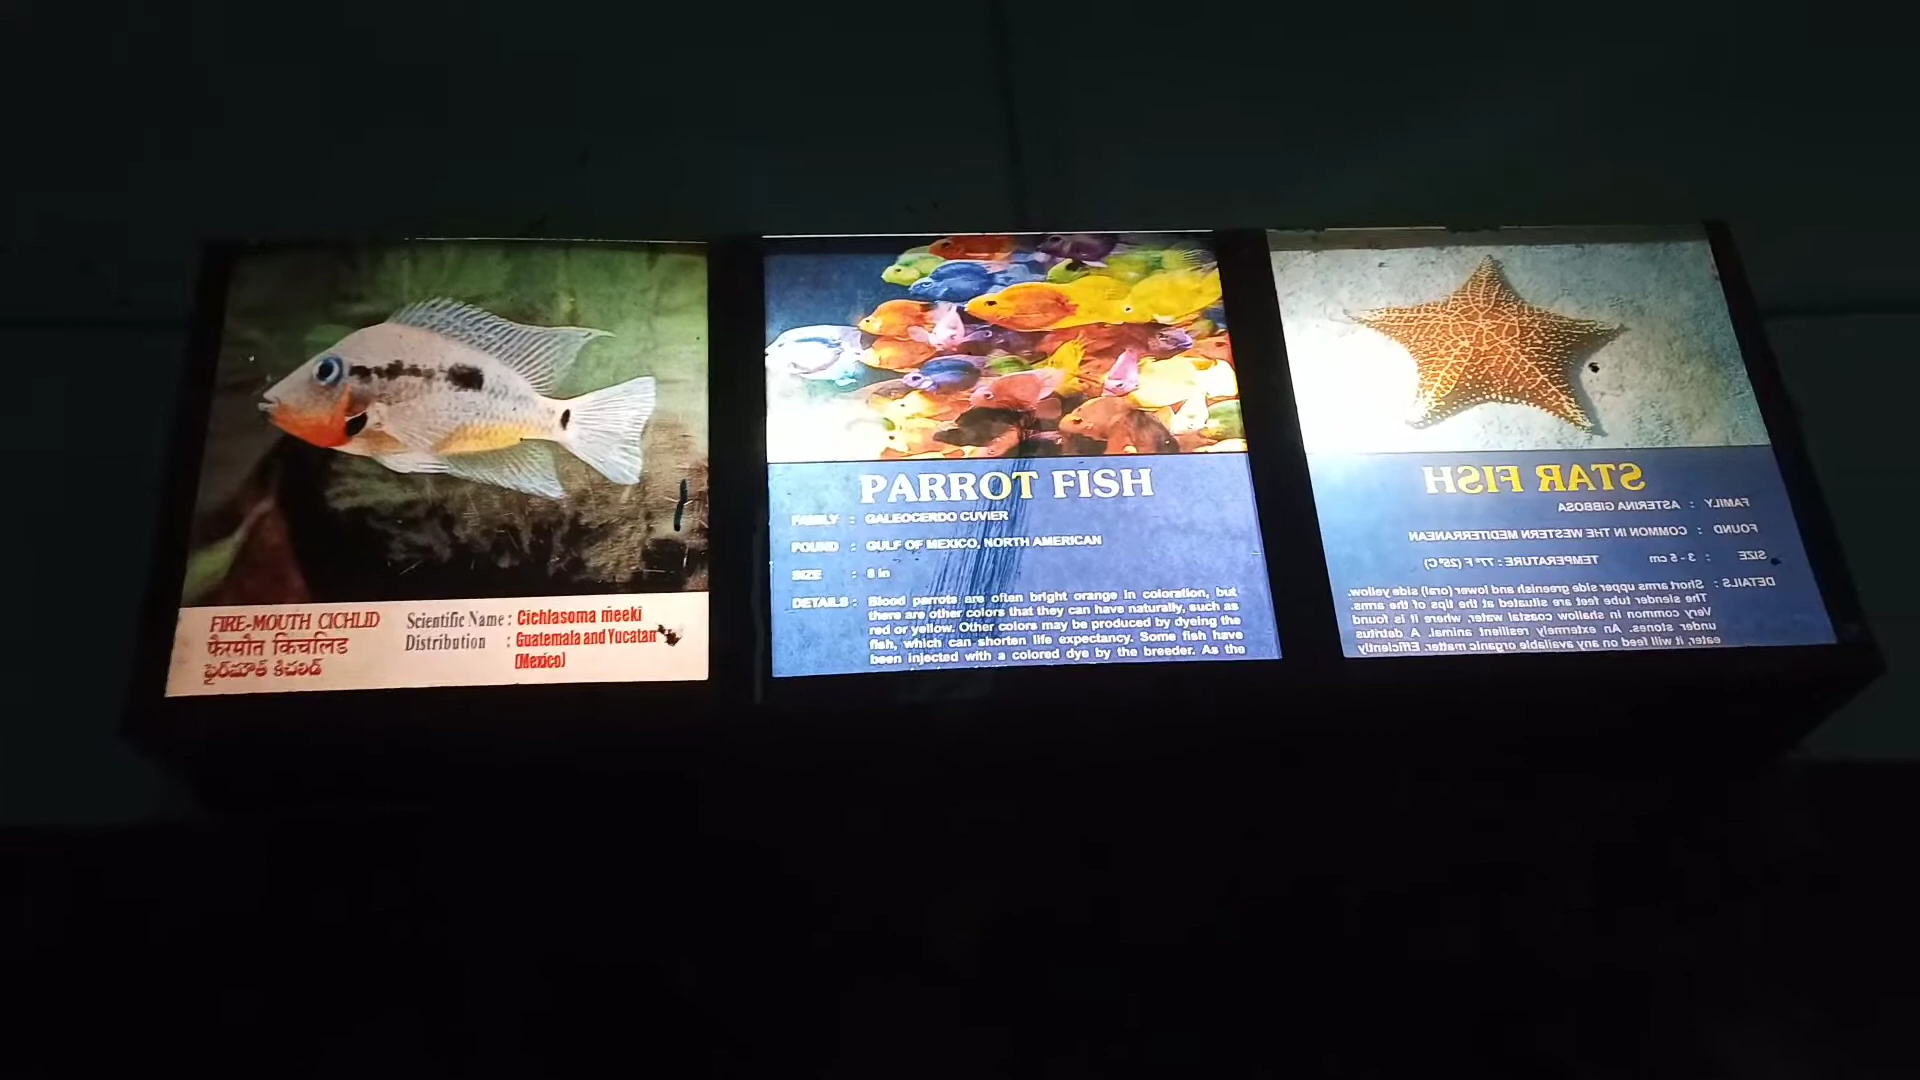 FIRE-MOUTH CICHLID
फैरमौत किचलिड
ఫైర్‌మౌత్ కిచలిడ్
Scientific Name : Cichlasoma meeki
Distribution : Guatemala and Yucatan
(Mexico)
PARROT FISH
FAMILY : GALEOCERDO CUVIER
FOUND : GULF OF MEXICO, NORTH AMERICAN
SIZE : 8 in
DETAILS : Blood parrots are often bright orange in coloration, but
there are other colors that they can have naturally, such as
red or yellow. Other colors may be produced by dyeing the
fish, which can shorten life expectancy. Some fish have
been injected with a colored dye by the breeder. As the
STAR FISH
FAMILY : ASTERINA GIBBOSA
FOUND : COMMON IN THE WESTERN MEDITERRANEAN
SIZE : 3 - 5 cm TEMPERATURE : 77° F (25°C)
DETAILS : Short arms upper side greenish and lower (oral) side yellow.
The slender tube feet are situated at the tips of the arms.
Very common in shallow coastal water, where it is found
under stones. An extermely resilient animal. A detritus
eater, it will feed on any available organic matter. Efficiently